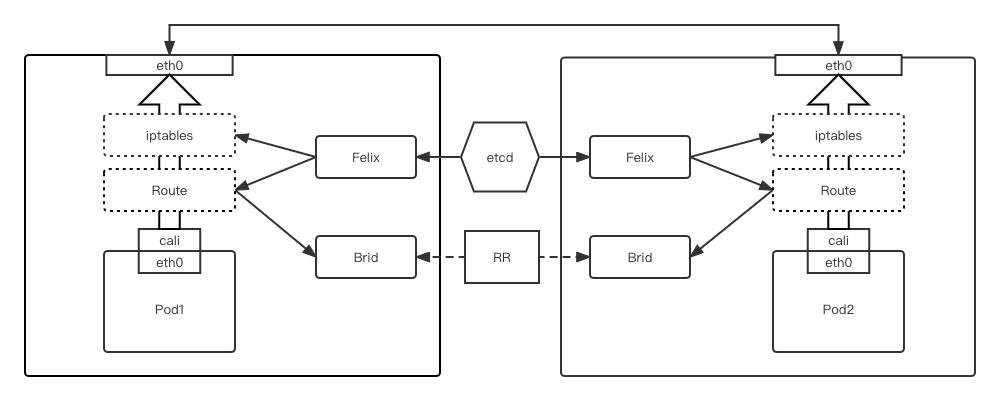 eth0
eth0
iptables
iptables
Felix
etcd
Felix
Route
Route
cali
cali
Brid
RR
Brid
eth0
eth0
Pod1
Pod2